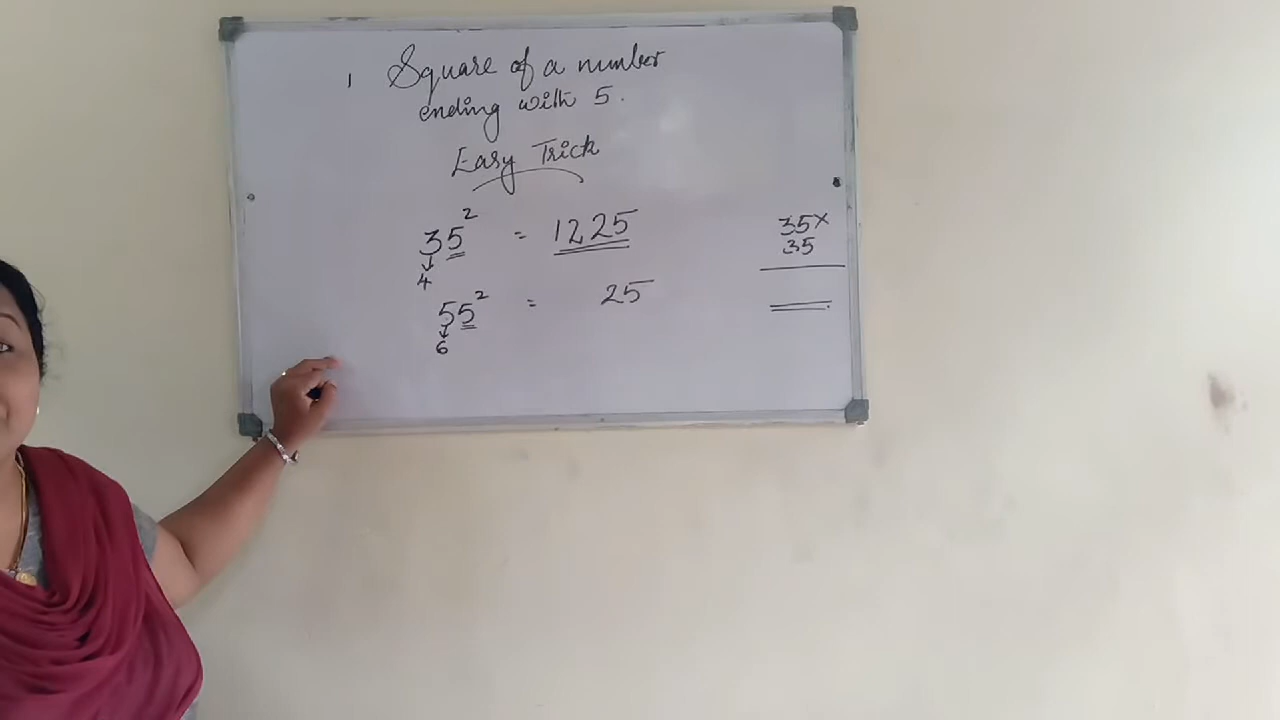 1 Square of a number
ending with 5.
Easy Trick
35² = 1225
4
55² = 25
6
35×
35